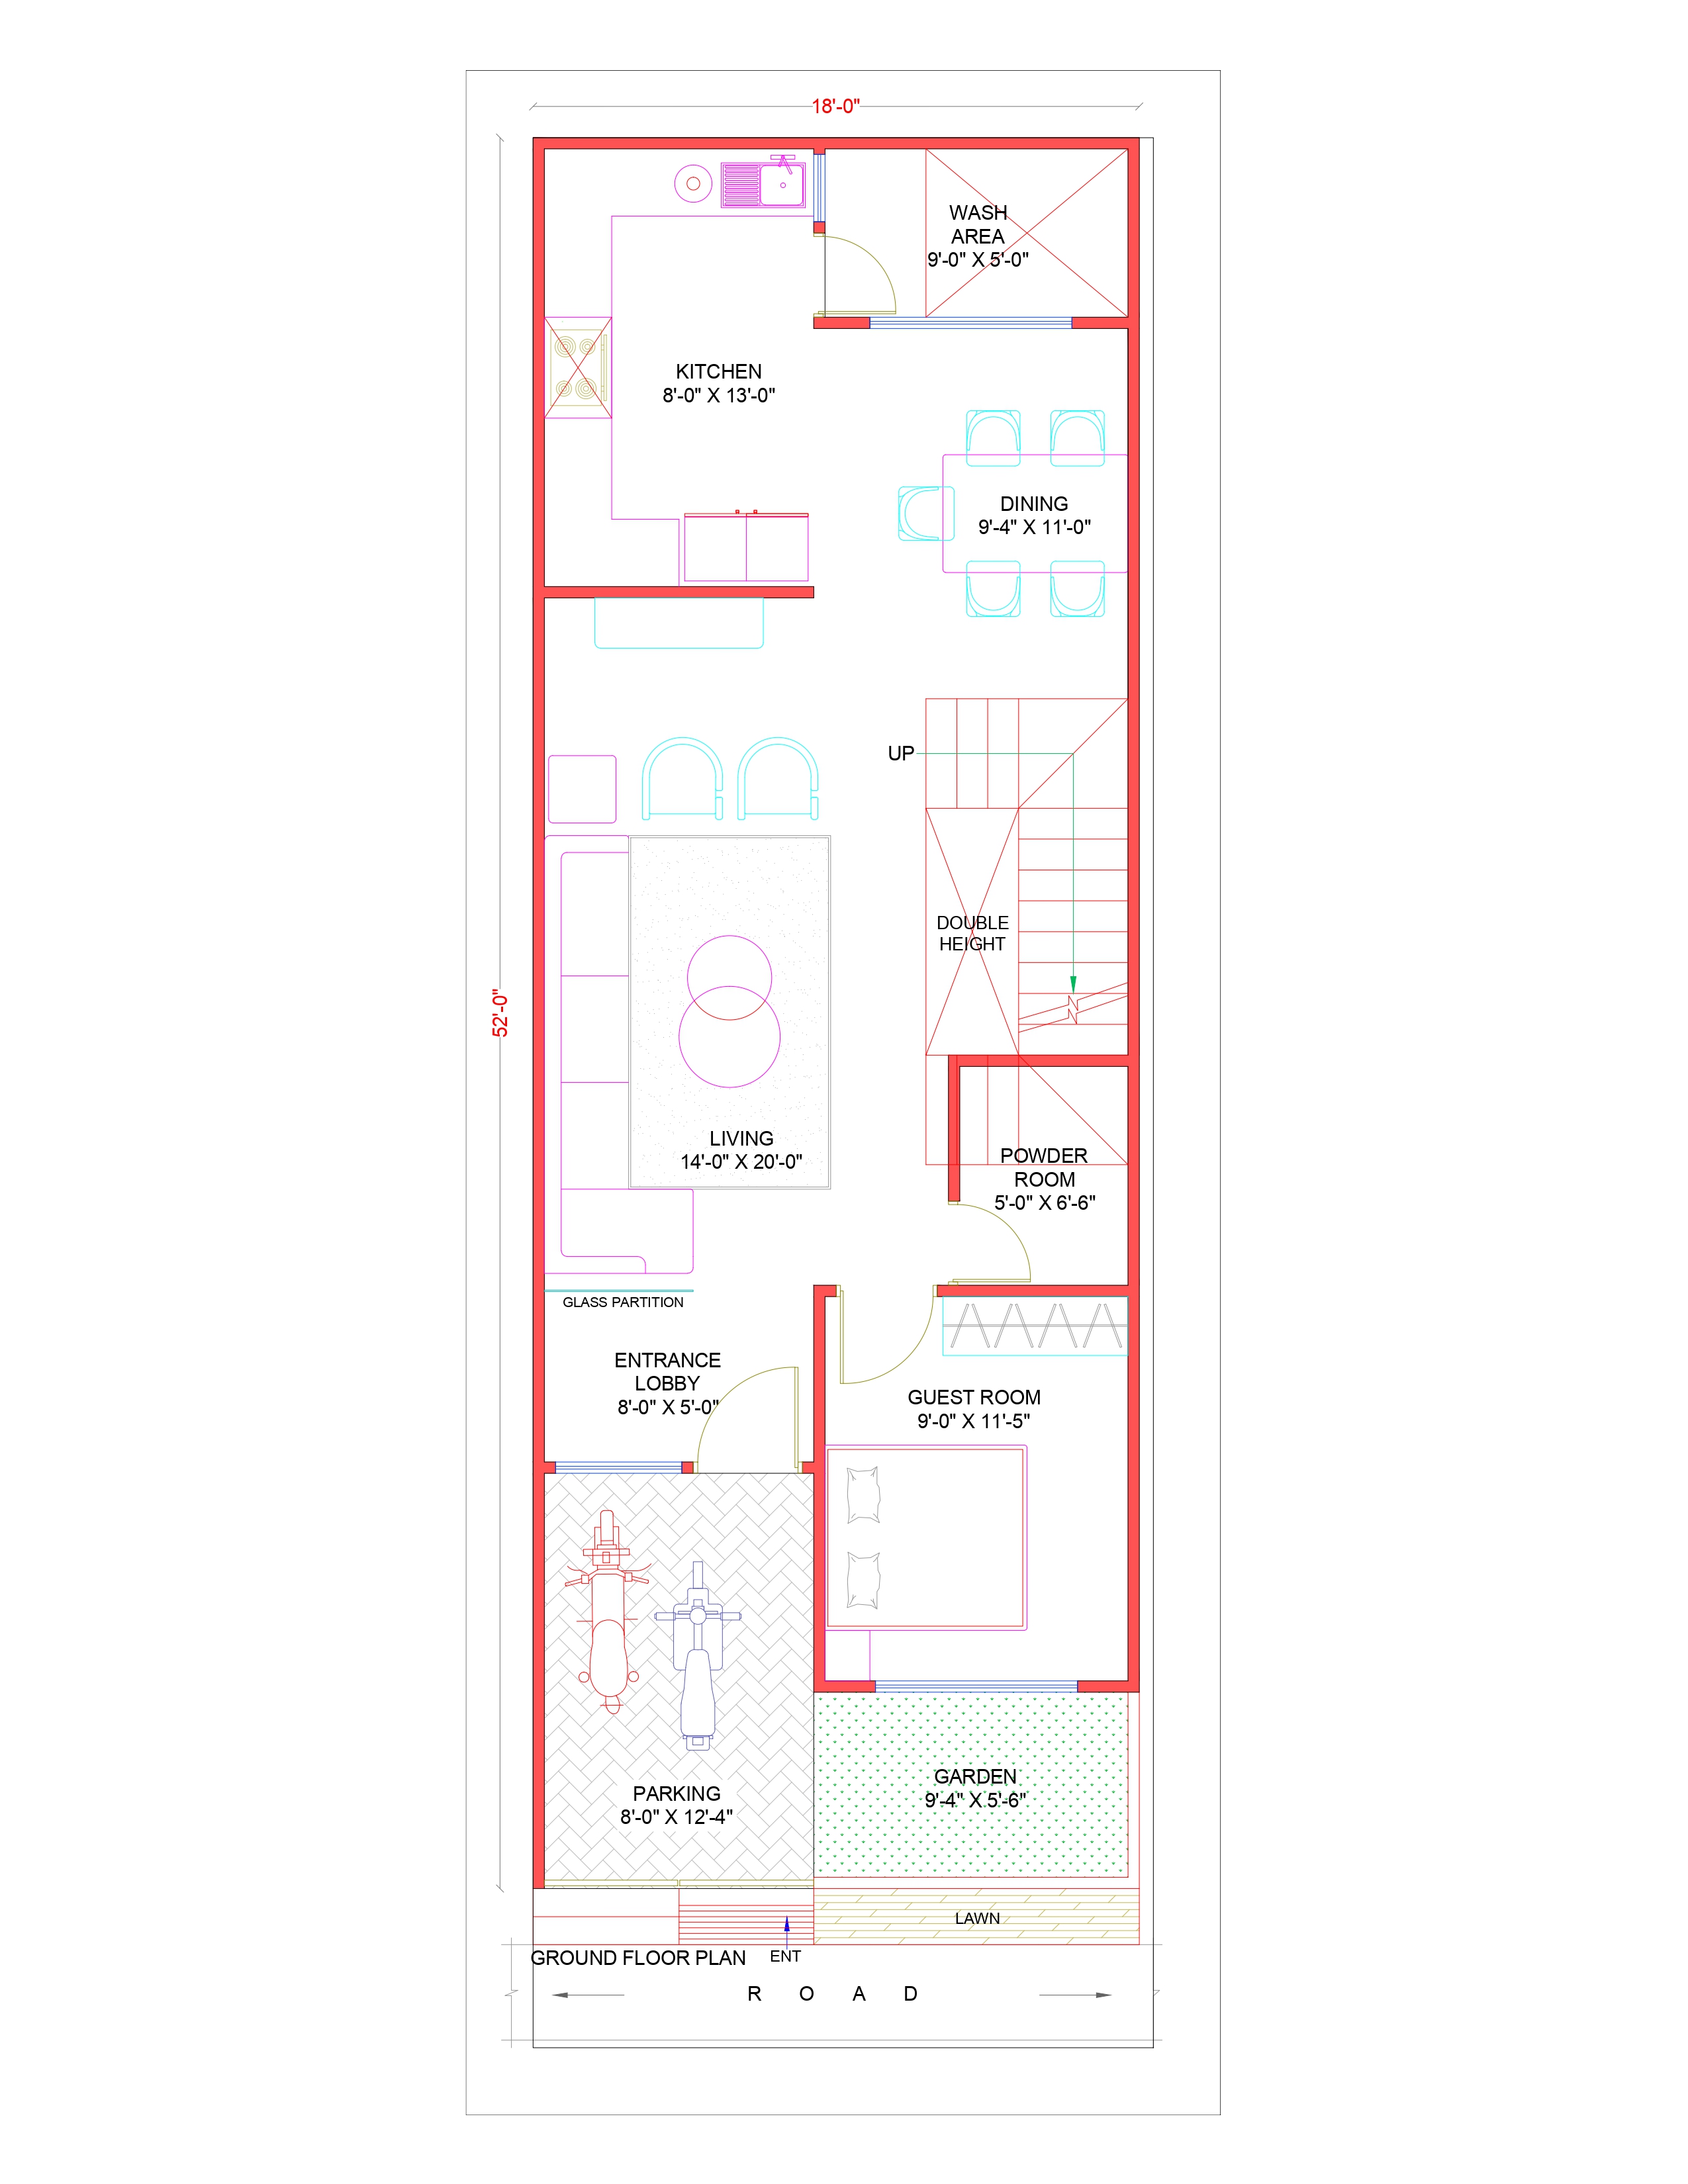 18'-0"
WASH
AREA
9'-0" X 5'-0"
KITCHEN
8'-0" X 13'-0"
DINING
9'-4" X 11'-0"
UP
DOUBLE
HEIGHT
52'-0"
LIVING
14'-0" X 20'-0"
POWDER
ROOM
5'-0" X 6'-6"
GLASS PARTITION
ENTRANCE
LOBBY
8'-0" X 5'-0"
GUEST ROOM
9'-0" X 11'-5"
PARKING
8'-0" X 12'-4"
GARDEN
9'-4" X 5'-6"
LAWN
GROUND FLOOR PLAN
ENT
R O A D